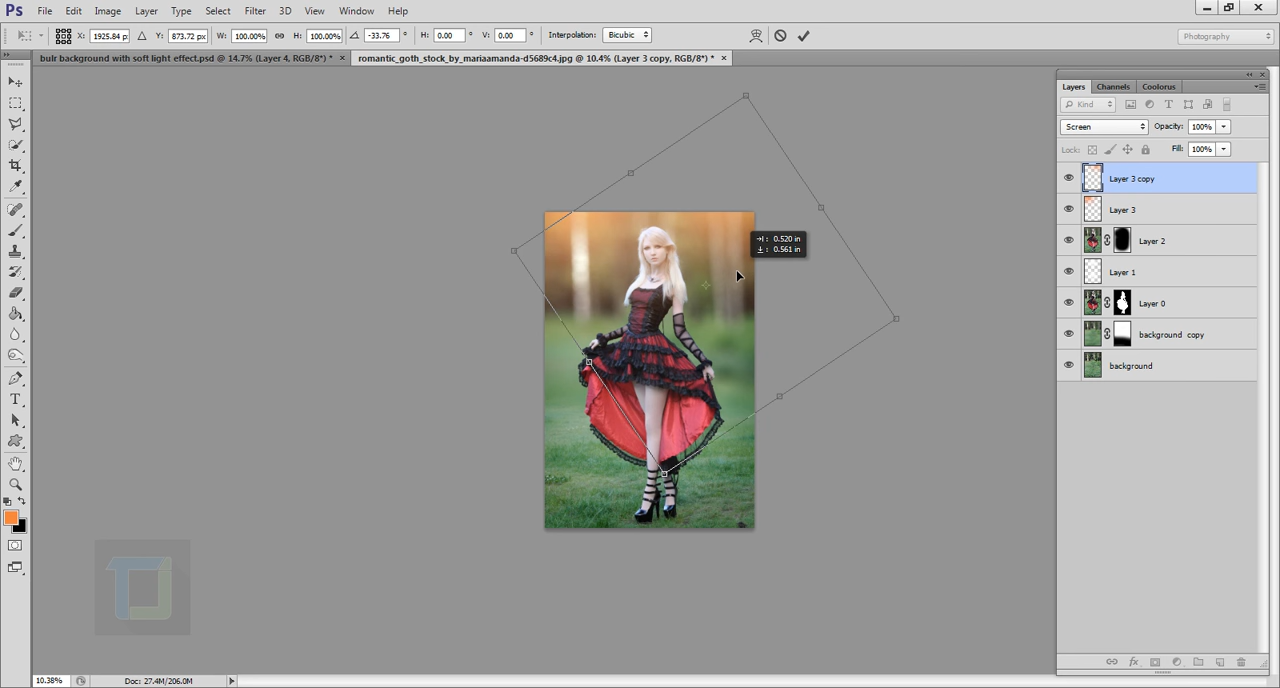 Ps File Edit Image Layer Type Select Filter 3D View Window Help
X: 1925.84 p Y: 873.72 px W: 100.00% H: 100.00% -33.76 ° H: 0.00 ° V: 0.00 ° Interpolation: Bicubic Photography
bulr background with soft light effect.psd @ 14.7% (Layer 4, RGB/8*) * × romantic_goth_stock_by_mariaamanda-d5689c4.jpg @ 10.4% (Layer 3 copy, RGB/8*) * ×
Layers Channels Coolorus
Kind
Screen Opacity: 100%
Lock: Fill: 100%
Layer 3 copy
Layer 3
Layer 2
Layer 1
Layer 0
background copy
background
→I : 0.520 in
0.561 in
10.38% Doc: 27.4M/206.0M